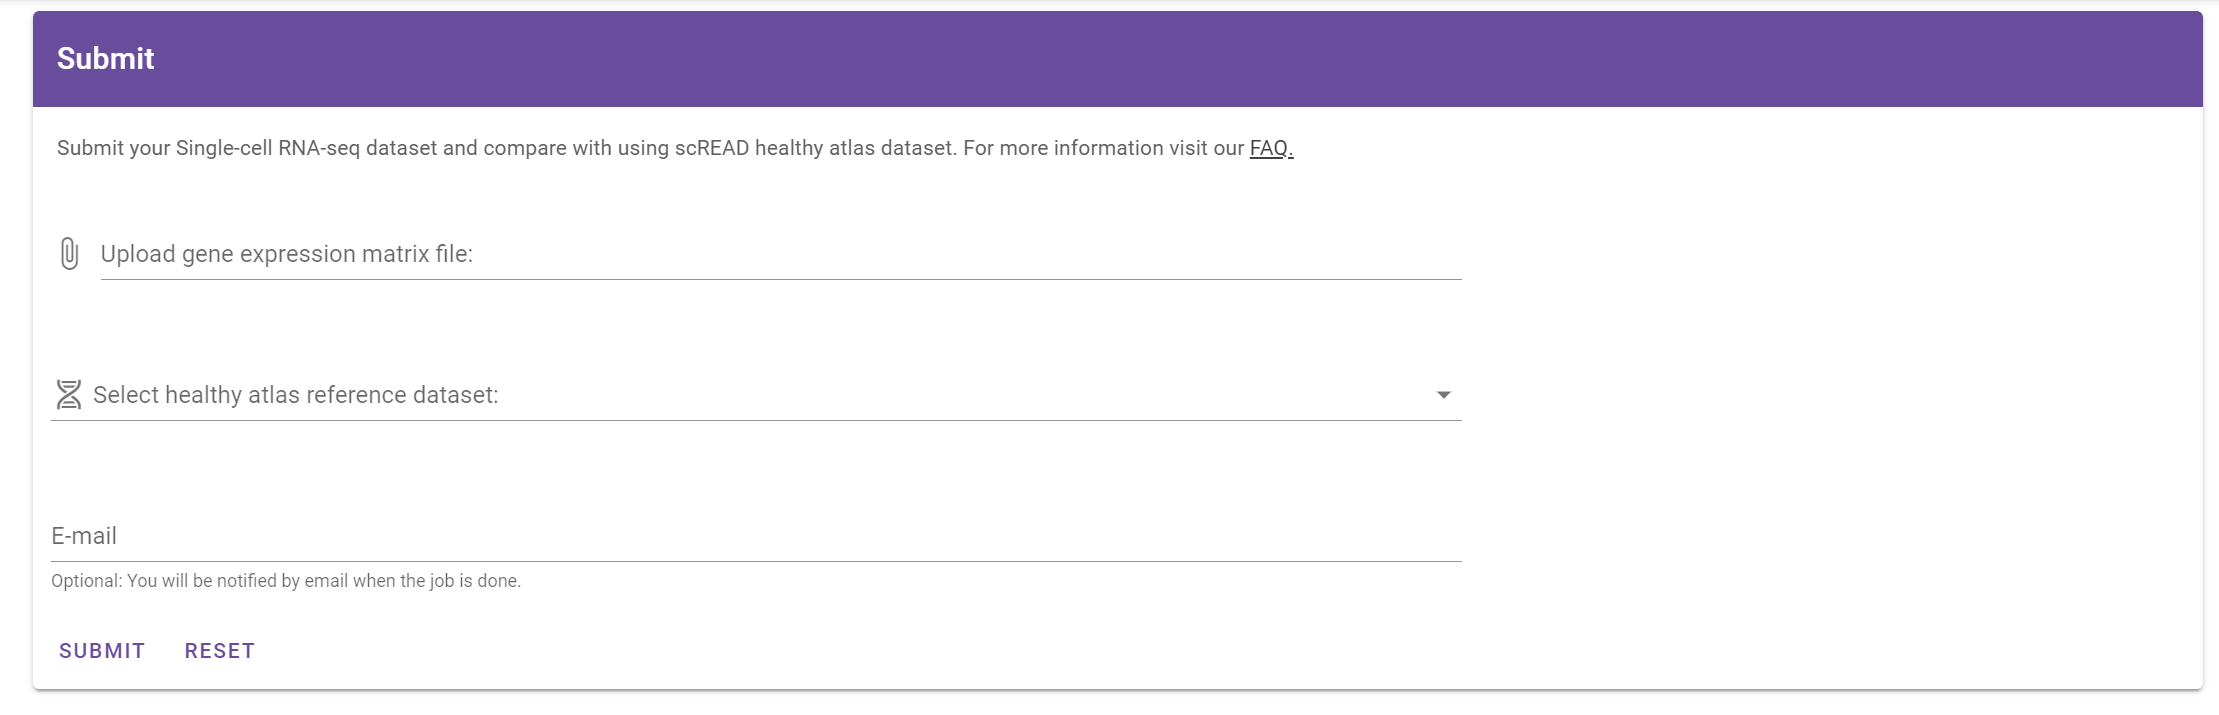 Submit
Submit your Single-cell RNA-seq dataset and compare with using scREAD healthy atlas dataset. For more information visit our FAQ.
Upload gene expression matrix file:
Select healthy atlas reference dataset:
E-mail
Optional: You will be notified by email when the job is done.
SUBMIT RESET